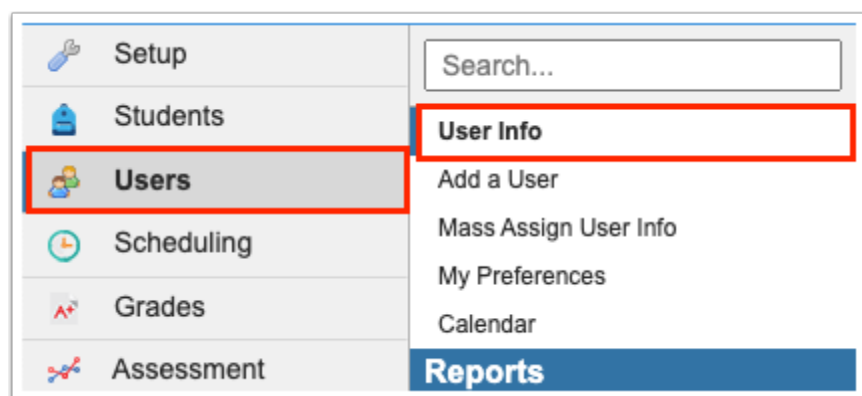 Setup
Students
Users
Scheduling
Grades
A+
Assessment
Search...
User Info
Add a User
Mass Assign User Info
My Preferences
Calendar
Reports